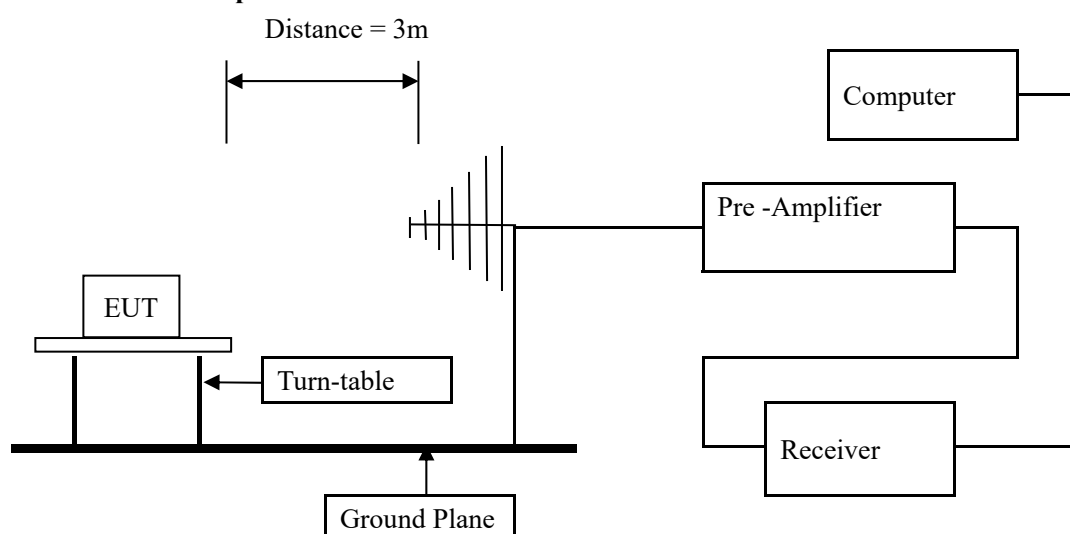 Distance = 3m
Computer
Pre -Amplifier
EUT
Turn-table
Receiver
Ground Plane